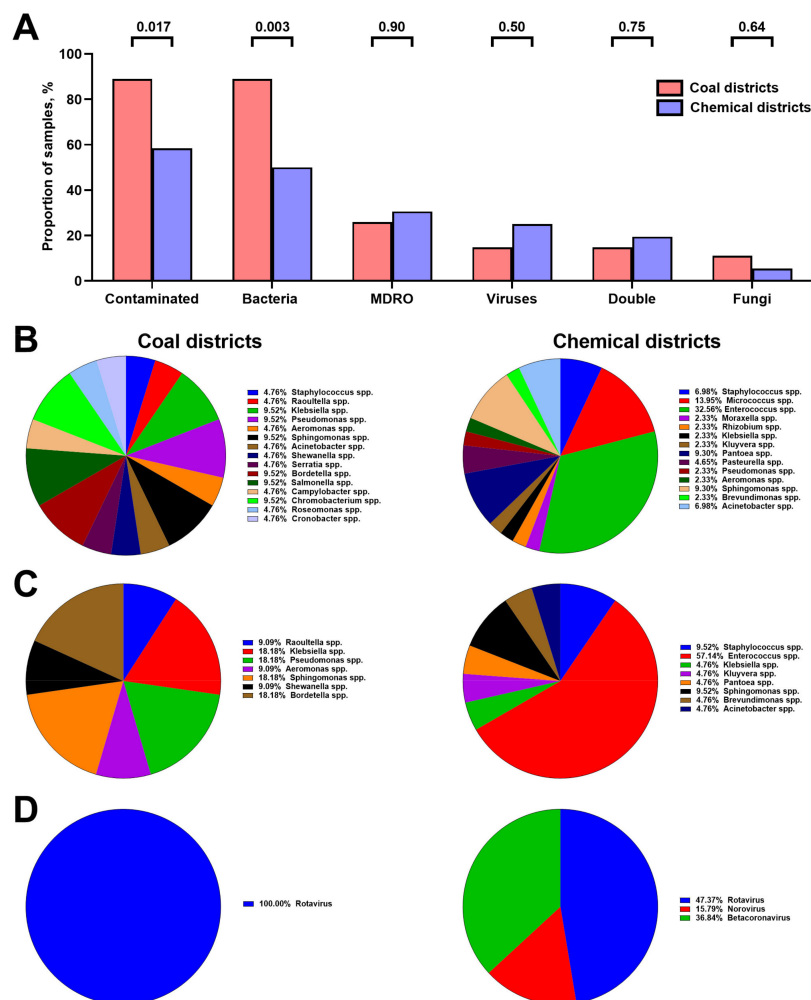 A
0.017 0.003 0.90 0.50 0.75 0.64
Proportion of samples, %
100
80
60
40
20
0
Coal districts
Chemical districts
Contaminated Bacteria MDRO Viruses Double Fungi
B
Coal districts
4.76% Staphylococcus spp.
4.76% Raoultella spp.
9.52% Klebsiella spp.
9.52% Pseudomonas spp.
4.76% Aeromonas spp.
9.52% Sphingomonas spp.
4.76% Acinetobacter spp.
4.76% Shewanella spp.
4.76% Serratia spp.
9.52% Bordetella spp.
9.52% Salmonella spp.
4.76% Campylobacter spp.
9.52% Chromobacterium spp.
4.76% Roseomonas spp.
4.76% Cronobacter spp.
Chemical districts
6.98% Staphylococcus spp.
13.95% Micrococcus spp.
32.56% Enterococcus spp.
2.33% Moraxella spp.
2.33% Rhizobium spp.
2.33% Klebsiella spp.
2.33% Kluyvera spp.
9.30% Pantoea spp.
4.65% Pasteurella spp.
2.33% Pseudomonas spp.
2.33% Aeromonas spp.
9.30% Sphingomonas spp.
2.33% Brevundimonas spp.
6.98% Acinetobacter spp.
C
9.09% Raoultella spp.
18.18% Klebsiella spp.
18.18% Pseudomonas spp.
9.09% Aeromonas spp.
18.18% Sphingomonas spp.
9.09% Shewanella spp.
18.18% Bordetella spp.
9.52% Staphylococcus spp.
57.14% Enterococcus spp.
4.76% Klebsiella spp.
4.76% Kluyvera spp.
4.76% Pantoea spp.
9.52% Sphingomonas spp.
4.76% Brevundimonas spp.
4.76% Acinetobacter spp.
D
100.00% Rotavirus
47.37% Rotavirus
15.79% Norovirus
36.84% Betacoronavirus